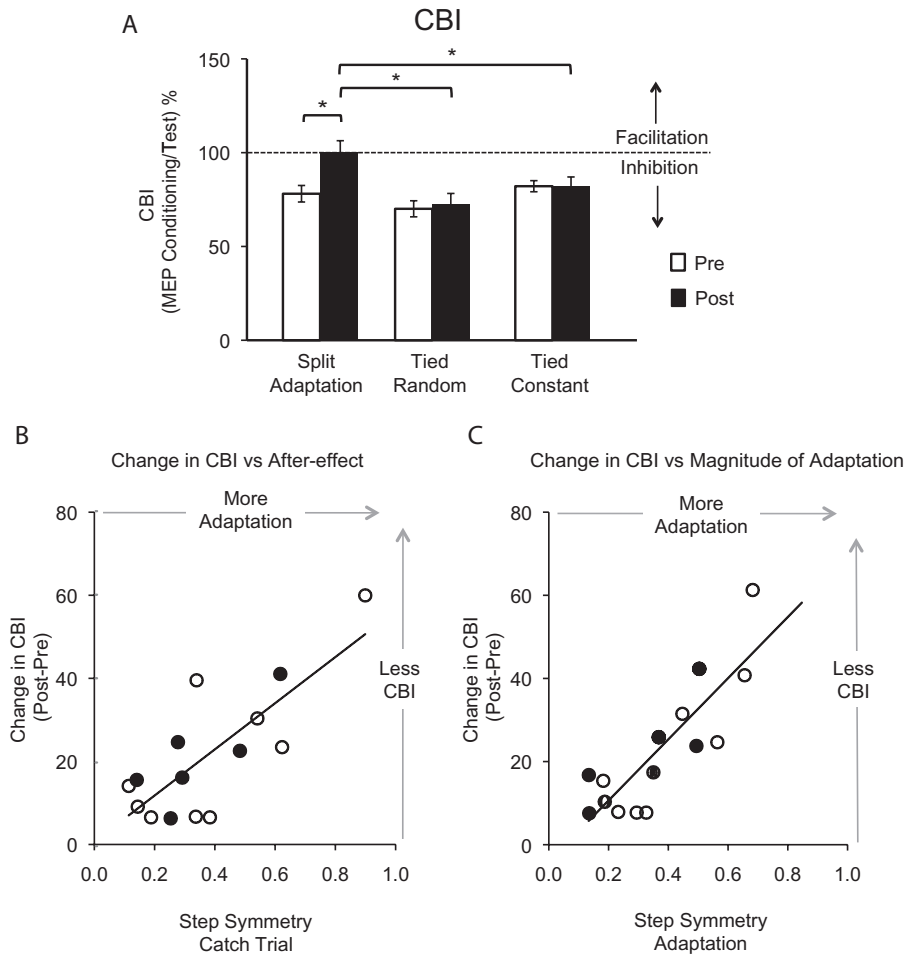 A
CBI
CBI
(MEP Conditioning/Test) %
150
100
50
0
*
*
*
Facilitation
Inhibition
Pre
Post
Split
Adaptation
Tied
Random
Tied
Constant
B
Change in CBI vs After-effect
More
Adaptation
Less
CBI
Change in CBI
(Post-Pre)
80
60
40
20
0
0.0 0.2 0.4 0.6 0.8 1.0
Step Symmetry
Catch Trial
C
Change in CBI vs Magnitude of Adaptation
More
Adaptation
Less
CBI
Change in CBI
(Post-Pre)
80
60
40
20
0
0.0 0.2 0.4 0.6 0.8 1.0
Step Symmetry
Adaptation